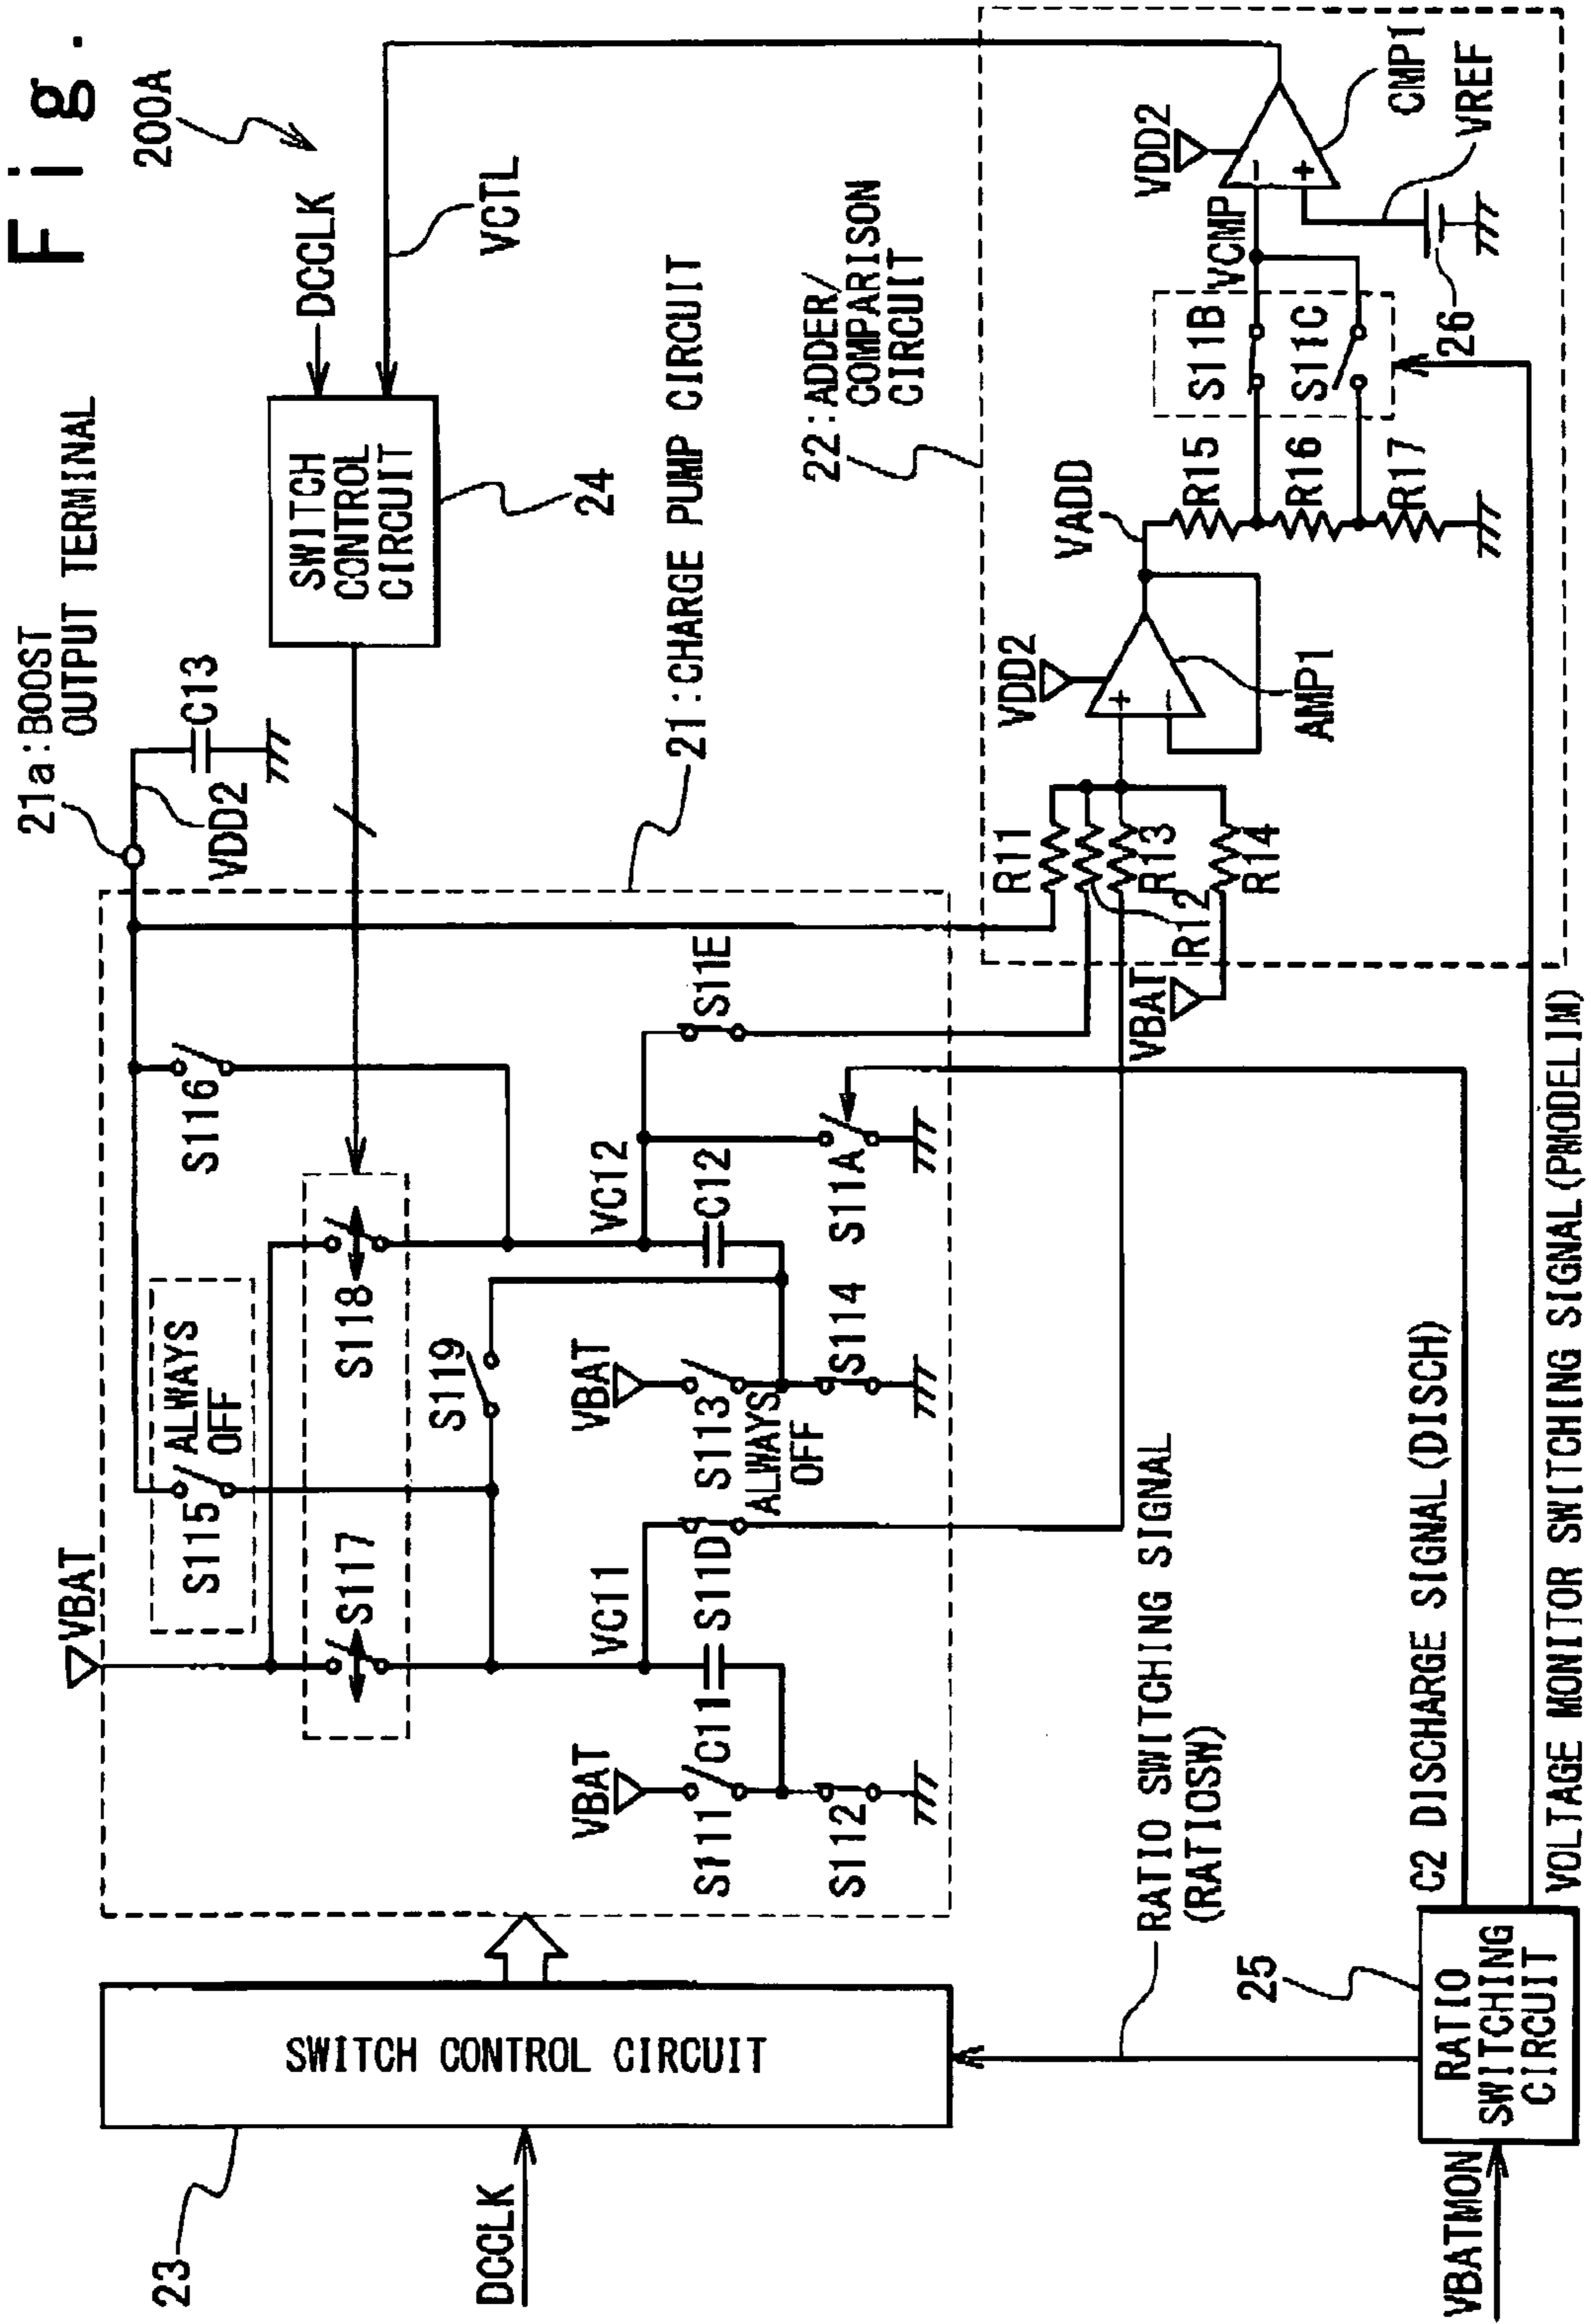 Fig.
200A
21a:BOOST
OUTPUT TERMINAL
VDD2
C13
DCCLK
SWITCH
CONTROL
CIRCUIT
24
VCTL
VBAT
S115
ALWAYS
OFF
S116
S117
S118
S119
21:CHARGE PUMP CIRCUIT
VC11
VC12
VBAT
S111
C11
S11D
S112
VBAT
S113
ALWAYS
OFF
S114
C12
S11A
S11E
22:ADDER/
COMPARISON
CIRCUIT
R11
R12
R13
VBAT
R14
VDD2
+
−
AMP1
VADD
R15
R16
R17
S11B
S11C
VCMP
VDD2
−
+
CMP1
VREF
26
23
SWITCH CONTROL CIRCUIT
DCCLK
RATIO SWITCHING SIGNAL
(RATIOSW)
VBATMON
RATIO
SWITCHING
CIRCUIT
25
C2 DISCHARGE SIGNAL(DISCH)
VOLTAGE MONITOR SWITCHING SIGNAL(PMODELIM)